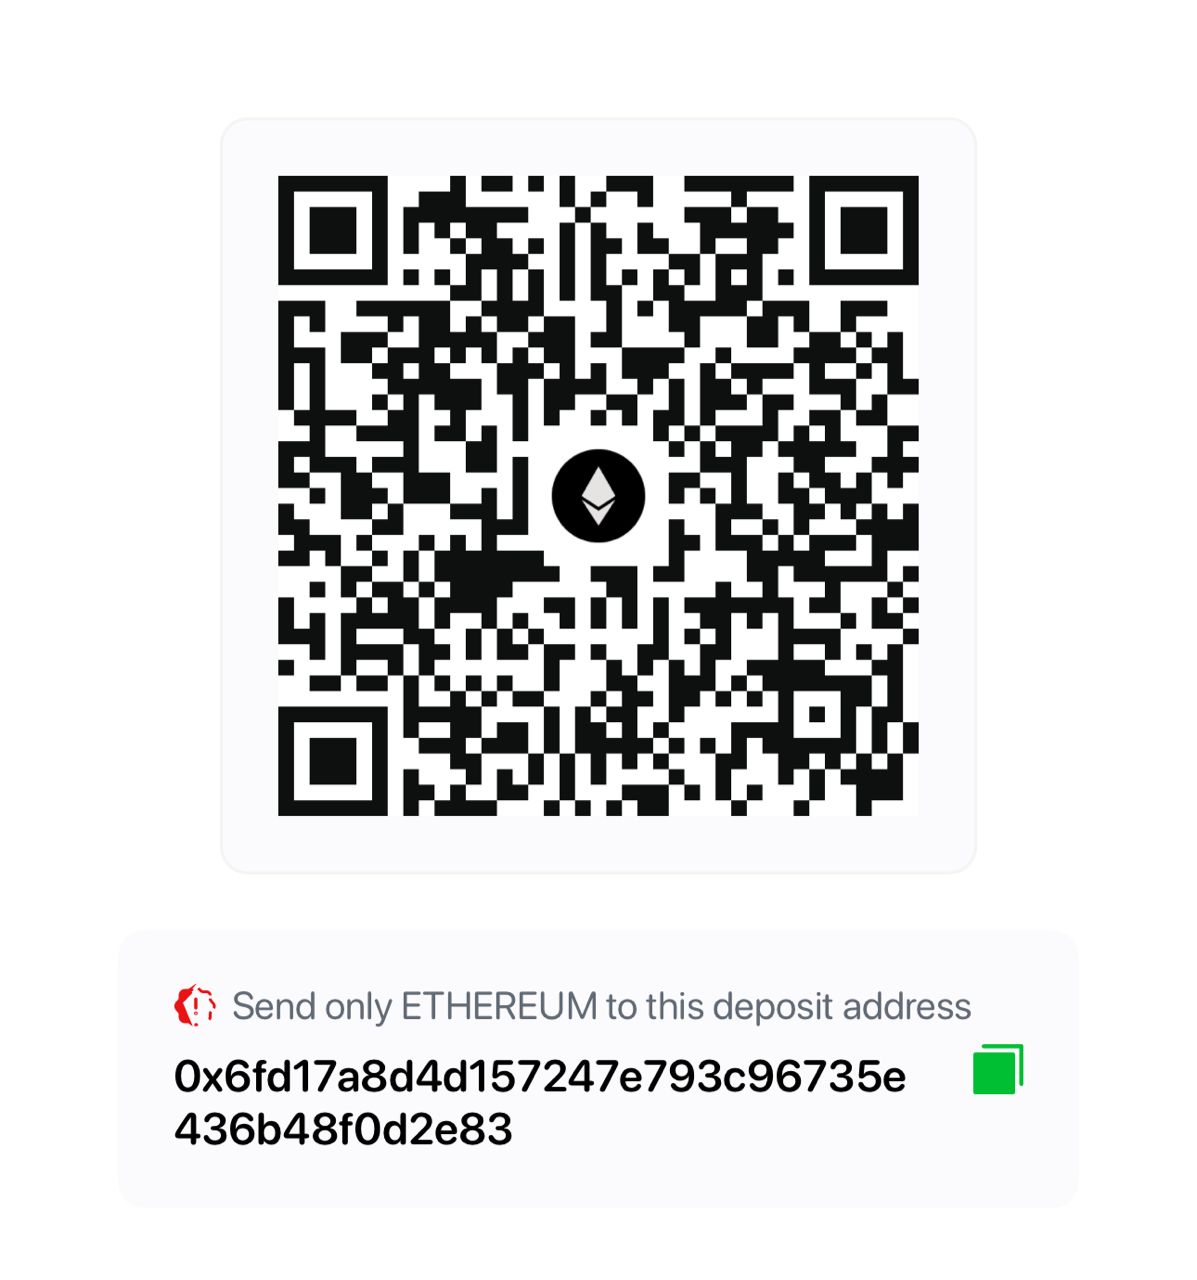 Send only ETHEREUM to this deposit address
0x6fd17a8d4d157247e793c96735e
436b48f0d2e83